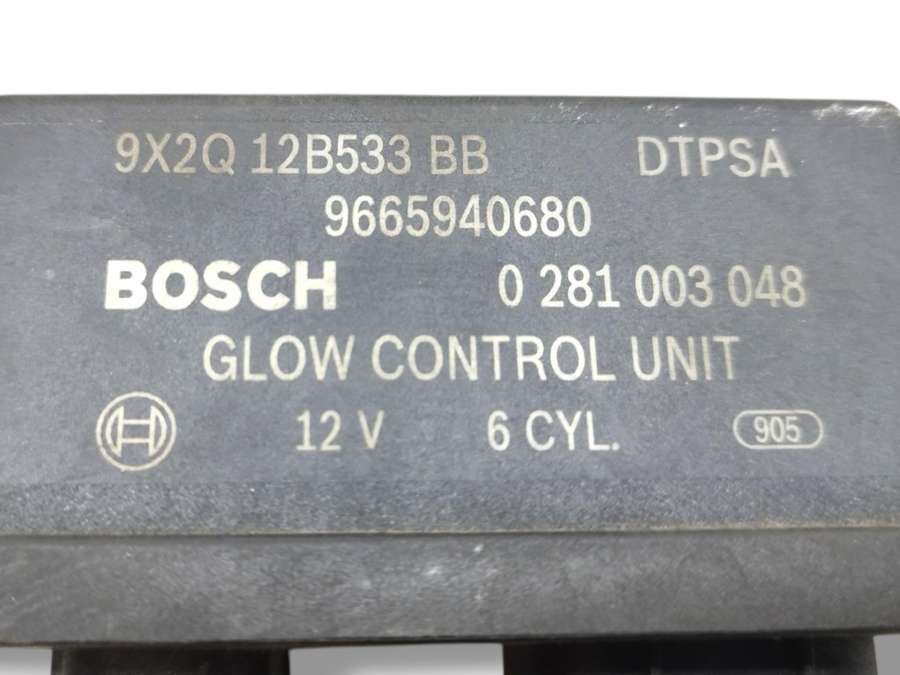 9X2Q 12B533 BB DTPSA
9665940680
BOSCH 0 281 003 048
GLOW CONTROL UNIT
12 V 6 CYL. 905